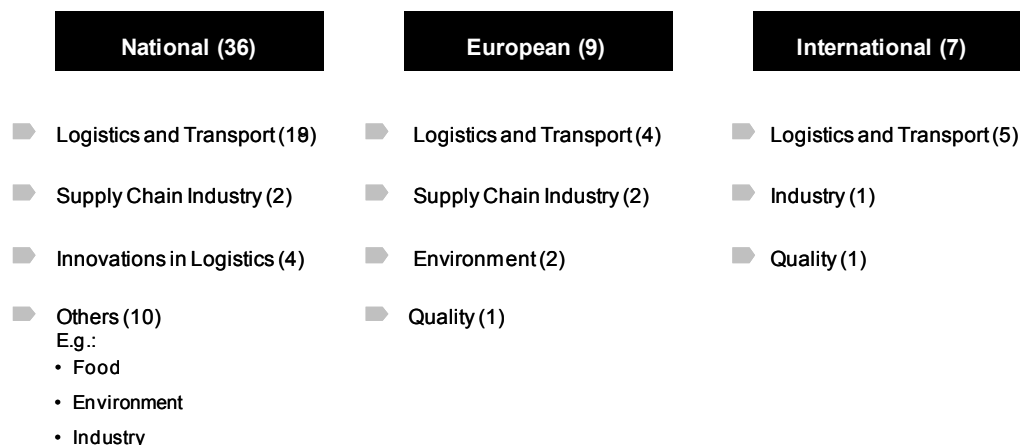 National (36)
Logistics and Transport
Supply Chain Industry (2)
Innovations in Logistics (4)
Others (10)
E.g.:
• Food
• Environment
• Industry
European (9)
Logistics and Transport (4)
Supply Chain Industry (2)
Environment (2)
Quality (1)
International (7)
Logistics and Transport (5)
Industry (1)
Quality (1)